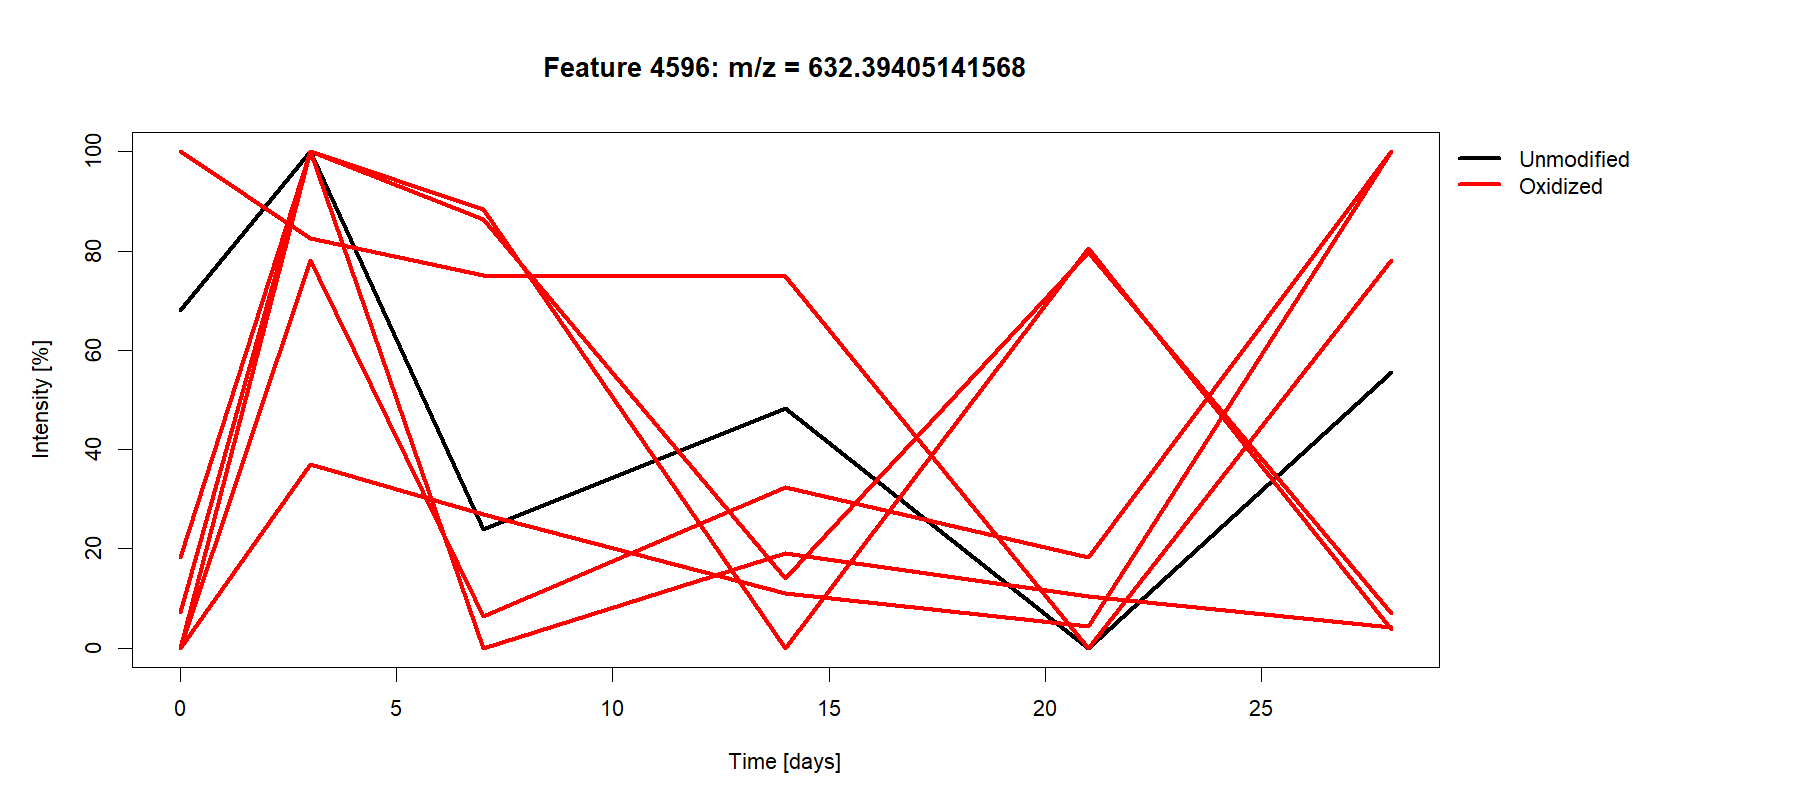 Feature 4596: m/z = 632.39405141568
Unmodified
Oxidized
Intensity [%]
100
80
60
40
20
0
0 5 10 15 20 25
Time [days]